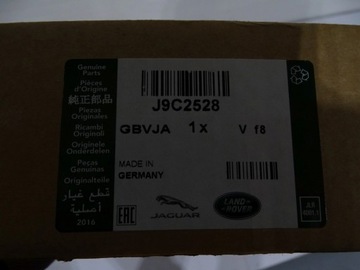 Genuine
Parts
Pièces
d'Origine
純正部品
Piezas
Originales
Ricambi
Originali
Originele
Onderdelen
Peças
Genuínas
Originalteile
قطع غيار
أصلية
2016
J9C2528
GBVJA 1x V f8
MADE IN
GERMANY
EAC
JAGUAR
LAND
ROVER